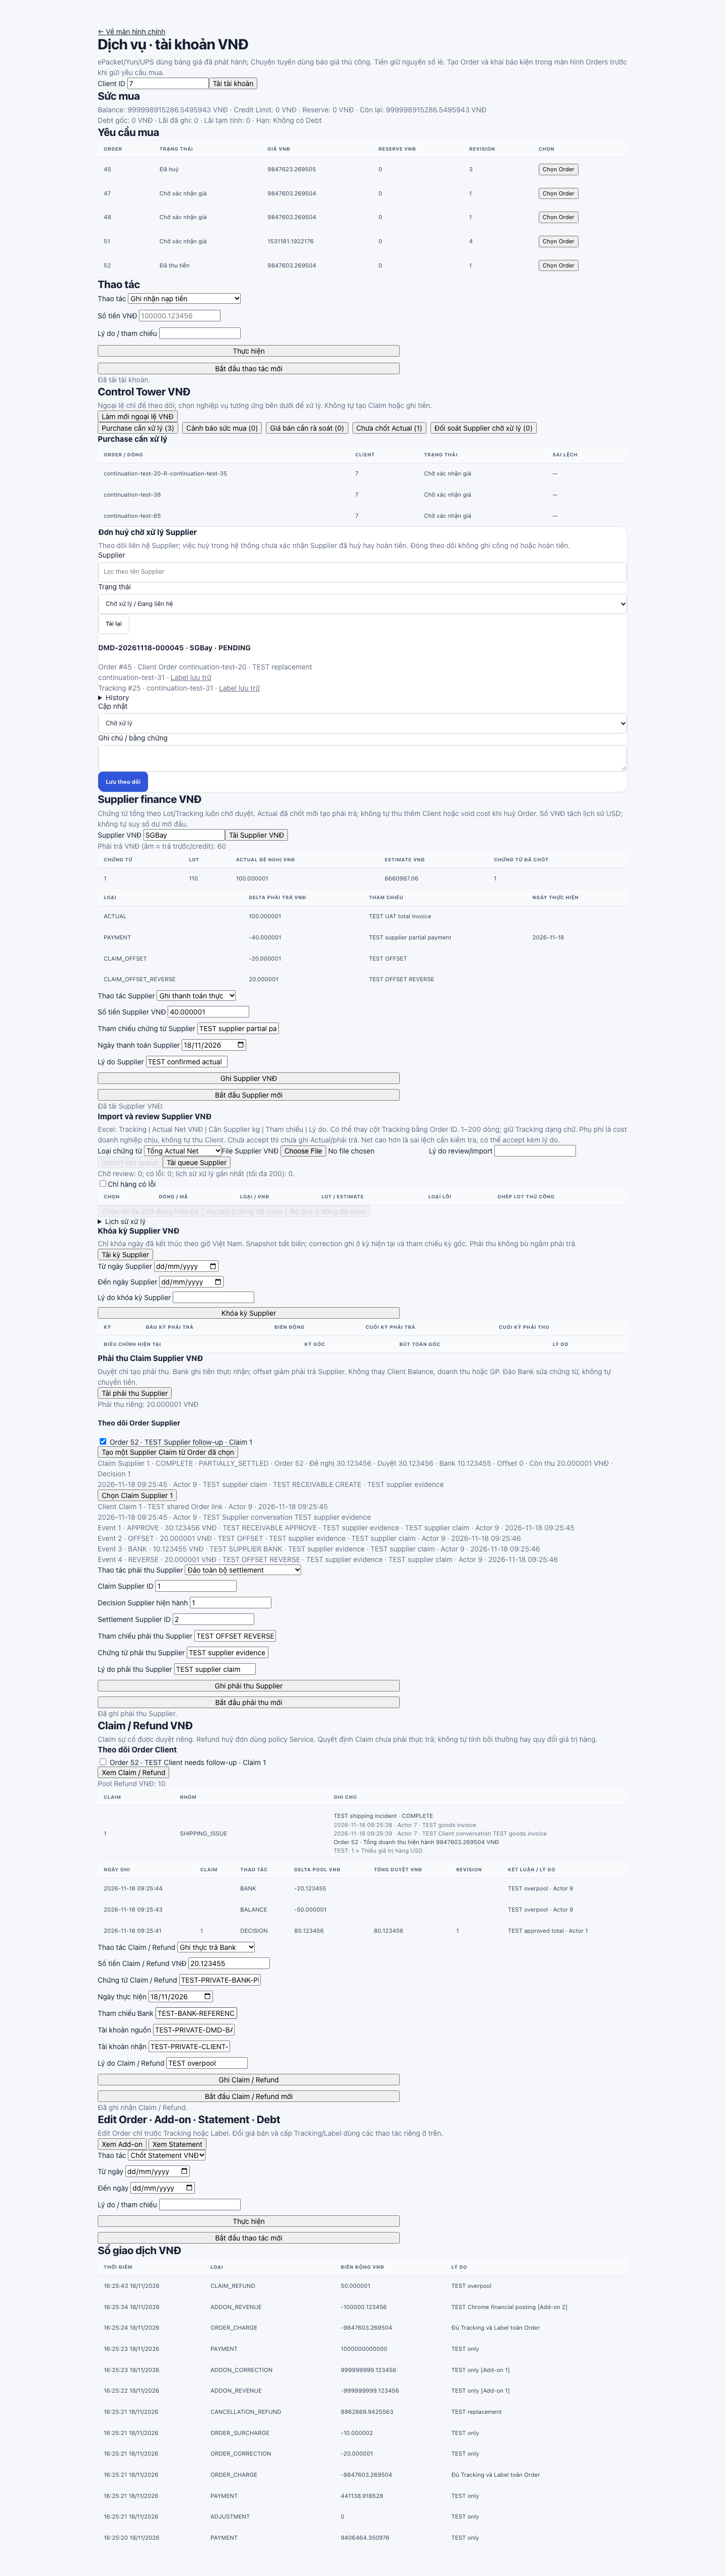 ← Về màn hình chính
Dịch vụ · tài khoản VNĐ
ePacket/Yun/UPS dùng bảng giá đã phát hành; Chuyên tuyến dùng báo giá thủ công. Tiền giữ nguyên số lẻ. Tạo Order và khai báo kiện trong màn hình Orders trước
khi gửi yêu cầu mua.
Client ID 7 Tải tài khoản
Sức mua
Balance: 999998915286.5495943 VNĐ · Credit Limit: 0 VNĐ · Reserve: 0 VNĐ · Còn lại: 999998915286.5495943 VNĐ
Debt gốc: 0 VNĐ · Lãi đã ghi: 0 · Lãi tạm tính: 0 · Hạn: Không có Debt
Yêu cầu mua
ORDER TRẠNG THÁI GIÁ VNĐ RESERVE VNĐ REVISION CHỌN
45 Đã huỷ 9847623.269505 0 3 Chọn Order
47 Chờ xác nhận giá 9847603.269504 0 1 Chọn Order
48 Chờ xác nhận giá 9847603.269504 0 1 Chọn Order
51 Chờ xác nhận giá 1531181.1922176 0 4 Chọn Order
52 Đã thu tiền 9847603.269504 0 1 Chọn Order
Thao tác
Thao tác Ghi nhận nạp tiền
Số tiền VNĐ 100000.123456
Lý do / tham chiếu
Thực hiện
Bắt đầu thao tác mới
Đã tải tài khoản.
Control Tower VNĐ
Ngoại lệ chỉ để theo dõi; chọn nghiệp vụ tương ứng bên dưới để xử lý. Không tự tạo Claim hoặc ghi tiền.
Làm mới ngoại lệ VNĐ
Purchase cần xử lý (3) Cảnh báo sức mua (0) Giá bán cần rà soát (0) Chưa chốt Actual (1) Đối soát Supplier chờ xử lý (0)
Purchase cần xử lý
ORDER / DÒNG CLIENT TRẠNG THÁI SAI LỆCH
continuation-test-20-R-continuation-test-35 7 Chờ xác nhận giá —
continuation-test-38 7 Chờ xác nhận giá —
continuation-test-65 7 Chờ xác nhận giá —
Đơn huỷ chờ xử lý Supplier
Theo dõi liên hệ Supplier; việc huỷ trong hệ thống chưa xác nhận Supplier đã huỷ hay hoàn tiền. Đóng theo dõi không ghi công nợ hoặc hoàn tiền.
Supplier
Lọc theo tên Supplier
Trạng thái
Chờ xử lý / Đang liên hệ
Tải lại
DMD-20261118-000045 · SGBay · PENDING
Order #45 · Client Order continuation-test-20 · TEST replacement
continuation-test-31 · Label lưu trữ
Tracking #25 · continuation-test-31 · Label lưu trữ
▶ History
Cập nhật
Chờ xử lý
Ghi chú / bằng chứng
Lưu theo dõi
Supplier finance VNĐ
Chứng từ tổng theo Lot/Tracking luôn chờ duyệt. Actual đã chốt mới tạo phải trả; không tự thu thêm Client hoặc void cost khi huỷ Order. Sổ VNĐ tách lịch sử USD;
không tự suy số dư mở đầu.
Supplier VNĐ SGBay Tải Supplier VNĐ
Phải trả VNĐ (âm = trả trước/credit): 60
CHỨNG TỪ LOT ACTUAL ĐỀ NGHỊ VNĐ ESTIMATE VNĐ CHỨNG TỪ ĐÃ CHỐT
1 110 100.000001 6660987.06 1
LOẠI DELTA PHẢI TRẢ VNĐ THAM CHIẾU NGÀY THỰC HIỆN
ACTUAL 100.000001 TEST UAT total invoice
PAYMENT -40.000001 TEST supplier partial payment 2026-11-18
CLAIM_OFFSET -20.000001 TEST OFFSET
CLAIM_OFFSET_REVERSE 20.000001 TEST OFFSET REVERSE
Thao tác Supplier Ghi thanh toán thực
Số tiền Supplier VNĐ 40.000001
Tham chiếu chứng từ Supplier TEST supplier partial pa
Ngày thanh toán Supplier 18/11/2026
Lý do Supplier TEST confirmed actual
Ghi Supplier VNĐ
Bắt đầu Supplier mới
Đã tải Supplier VNĐ.
Import và review Supplier VNĐ
Excel: Tracking | Actual Net VNĐ | Cân Supplier kg | Tham chiếu | Lý do. Có thể thay cột Tracking bằng Order ID. 1–200 dòng; giữ Tracking dạng chữ. Phụ phí là cost
doanh nghiệp chịu, không tự thu Client. Chưa accept thì chưa ghi Actual/phải trả. Net cao hơn là sai lệch cần kiểm tra, có thể accept kèm lý do.
Loại chứng từ Tổng Actual Net File Supplier VNĐ Choose File No file chosen Lý do review/import
Import vào queue Tải queue Supplier
Chờ review: 0; có lỗi: 0; lịch sử xử lý gần nhất (tối đa 200): 0.
Chỉ hàng có lỗi
CHỌN DÒNG / MÃ LOẠI / VNĐ LOT / ESTIMATE LOẠI LỖI GHÉP LOT THỦ CÔNG
Chọn tối đa 200 dòng hiển thị Accept 0 dòng đã chọn Bỏ qua 0 dòng đã chọn
▶ Lịch sử xử lý
Khóa kỳ Supplier VNĐ
Chỉ khóa ngày đã kết thúc theo giờ Việt Nam. Snapshot bất biến; correction ghi ở kỳ hiện tại và tham chiếu kỳ gốc. Phải thu không bù ngầm phải trả.
Tải kỳ Supplier
Từ ngày Supplier dd/mm/yyyy
Đến ngày Supplier dd/mm/yyyy
Lý do khóa kỳ Supplier
Khóa kỳ Supplier
KỲ ĐẦU KỲ PHẢI TRẢ BIẾN ĐỘNG CUỐI KỲ PHẢI TRẢ CUỐI KỲ PHẢI THU
ĐIỀU CHỈNH HIỆN TẠI KỲ GỐC BÚT TOÁN GỐC LÝ DO
Phải thu Claim Supplier VNĐ
Duyệt chỉ tạo phải thu. Bank ghi tiền thực nhận; offset giảm phải trả Supplier. Không thay Client Balance, doanh thu hoặc GP. Đảo Bank sửa chứng từ, không tự
chuyển tiền.
Tải phải thu Supplier
Phải thu riêng: 20.000001 VNĐ
Theo dõi Order Supplier
Order 52 · TEST Supplier follow-up · Claim 1
Tạo một Supplier Claim từ Order đã chọn
Claim Supplier 1 · COMPLETE · PARTIALLY_SETTLED · Order 52 · Đề nghị 30.123456 · Duyệt 30.123456 · Bank 10.123455 · Offset 0 · Còn thu 20.000001 VNĐ ·
Decision 1
2026-11-18 09:25:45 · Actor 9 · TEST supplier claim · TEST RECEIVABLE CREATE · TEST supplier evidence
Chọn Claim Supplier 1
Client Claim 1 · TEST shared Order link · Actor 9 · 2026-11-18 09:25:45
2026-11-18 09:25:45 · Actor 9 · TEST Supplier conversation TEST supplier evidence
Event 1 · APPROVE · 30.123456 VNĐ · TEST RECEIVABLE APPROVE · TEST supplier evidence · TEST supplier claim · Actor 9 · 2026-11-18 09:25:45
Event 2 · OFFSET · 20.000001 VNĐ · TEST OFFSET · TEST supplier evidence · TEST supplier claim · Actor 9 · 2026-11-18 09:25:46
Event 3 · BANK · 10.123455 VNĐ · TEST SUPPLIER BANK · TEST supplier evidence · TEST supplier claim · Actor 9 · 2026-11-18 09:25:46
Event 4 · REVERSE · 20.000001 VNĐ · TEST OFFSET REVERSE · TEST supplier evidence · TEST supplier claim · Actor 9 · 2026-11-18 09:25:46
Thao tác phải thu Supplier Đảo toàn bộ settlement
Claim Supplier ID 1
Decision Supplier hiện hành 1
Settlement Supplier ID 2
Tham chiếu phải thu Supplier TEST OFFSET REVERSE
Chứng từ phải thu Supplier TEST supplier evidence
Lý do phải thu Supplier TEST supplier claim
Ghi phải thu Supplier
Bắt đầu phải thu mới
Đã ghi phải thu Supplier.
Claim / Refund VNĐ
Claim sự cố được duyệt riêng. Refund huỷ đơn dùng policy Service. Quyết định Claim chưa phải thực trả; không tự tính bồi thường hay quy đổi giá trị hàng.
Theo dõi Order Client
Order 52 · TEST Client needs follow-up · Claim 1
Xem Claim / Refund
Pool Refund VNĐ: 10
CLAIM NHÓM GHI CHÚ
1 SHIPPING_ISSUE TEST shipping incident · COMPLETE
2026-11-18 09:25:38 · Actor 7 · TEST goods invoice
2026-11-18 09:25:39 · Actor 7 · TEST Client conversation TEST goods invoice
Order 52 · Tổng doanh thu hiện hành 9847603.269504 VNĐ
TEST: 1 × Thiếu giá trị hàng USD
NGÀY GHI CLAIM THAO TÁC DELTA POOL VNĐ TỔNG DUYỆT VNĐ REVISION KẾT LUẬN / LÝ DO
2026-11-18 09:25:44 BANK -20.123455 TEST overpool · Actor 9
2026-11-18 09:25:43 BALANCE -50.000001 TEST overpool · Actor 9
2026-11-18 09:25:41 1 DECISION 80.123456 80.123456 1 TEST approved total · Actor 1
Thao tác Claim / Refund Ghi thực trả Bank
Số tiền Claim / Refund VNĐ 20.123455
Chứng từ Claim / Refund TEST-PRIVATE-BANK-P
Ngày thực hiện 18/11/2026
Tham chiếu Bank TEST-BANK-REFERENC
Tài khoản nguồn TEST-PRIVATE-DMD-BA
Tài khoản nhận TEST-PRIVATE-CLIENT-
Lý do Claim / Refund TEST overpool
Ghi Claim / Refund
Bắt đầu Claim / Refund mới
Đã ghi nhận Claim / Refund.
Edit Order · Add-on · Statement · Debt
Edit Order chỉ trước Tracking hoặc Label. Đổi giá bán và cấp Tracking/Label dùng các thao tác riêng ở trên.
Xem Add-on Xem Statement
Thao tác Chốt Statement VNĐ
Từ ngày dd/mm/yyyy
Đến ngày dd/mm/yyyy
Lý do / tham chiếu
Thực hiện
Bắt đầu thao tác mới
Sổ giao dịch VNĐ
THỜI ĐIỂM LOẠI BIẾN ĐỘNG VNĐ LÝ DO
16:25:43 18/11/2026 CLAIM_REFUND 50.000001 TEST overpool
16:25:34 18/11/2026 ADDON_REVENUE -100000.123456 TEST Chrome financial posting [Add-on 2]
16:25:24 18/11/2026 ORDER_CHARGE -9847603.269504 Đủ Tracking và Label toàn Order
16:25:23 18/11/2026 PAYMENT 1000000000000 TEST only
16:25:23 18/11/2026 ADDON_CORRECTION 999999999.123456 TEST only [Add-on 1]
16:25:22 18/11/2026 ADDON_REVENUE -999999999.123456 TEST only [Add-on 1]
16:25:21 18/11/2026 CANCELLATION_REFUND 8862869.9425563 TEST replacement
16:25:21 18/11/2026 ORDER_SURCHARGE -10.000002 TEST only
16:25:21 18/11/2026 ORDER_CORRECTION -20.000001 TEST only
16:25:21 18/11/2026 ORDER_CHARGE -9847603.269504 Đủ Tracking và Label toàn Order
16:25:21 18/11/2026 PAYMENT 441138.918528 TEST only
16:25:21 18/11/2026 ADJUSTMENT 0 TEST only
16:25:20 18/11/2026 PAYMENT 9406464.350976 TEST only